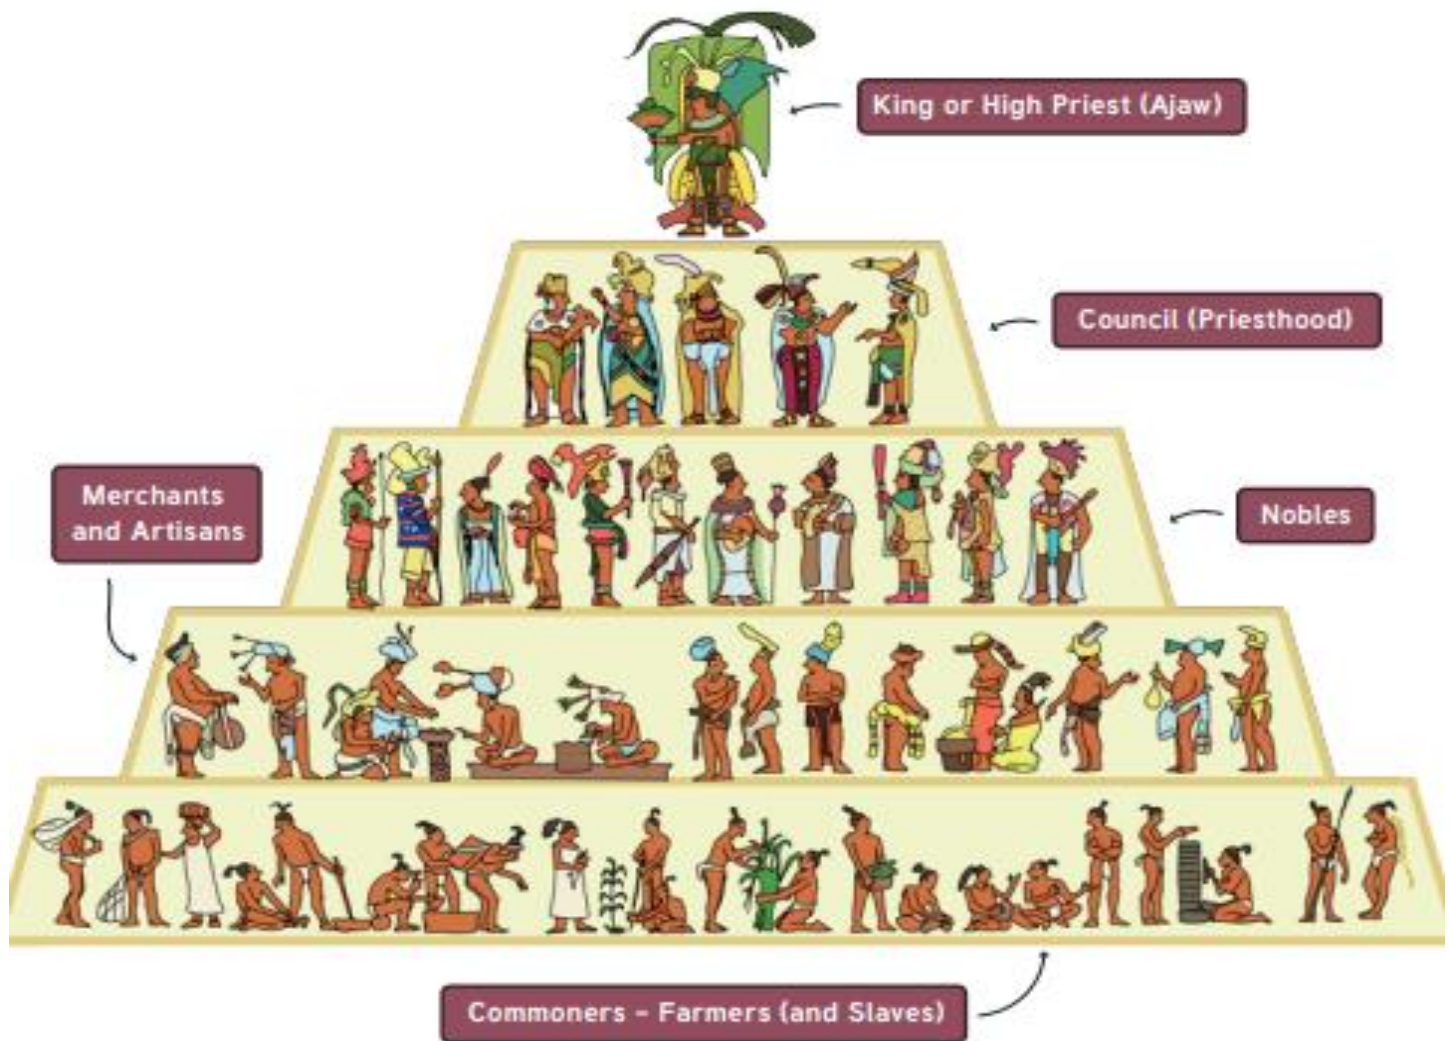 King or High Priest (Ajaw)
Council (Priesthood)
Merchants
and Artisans
Nobles
Commoners – Farmers (and Slaves)